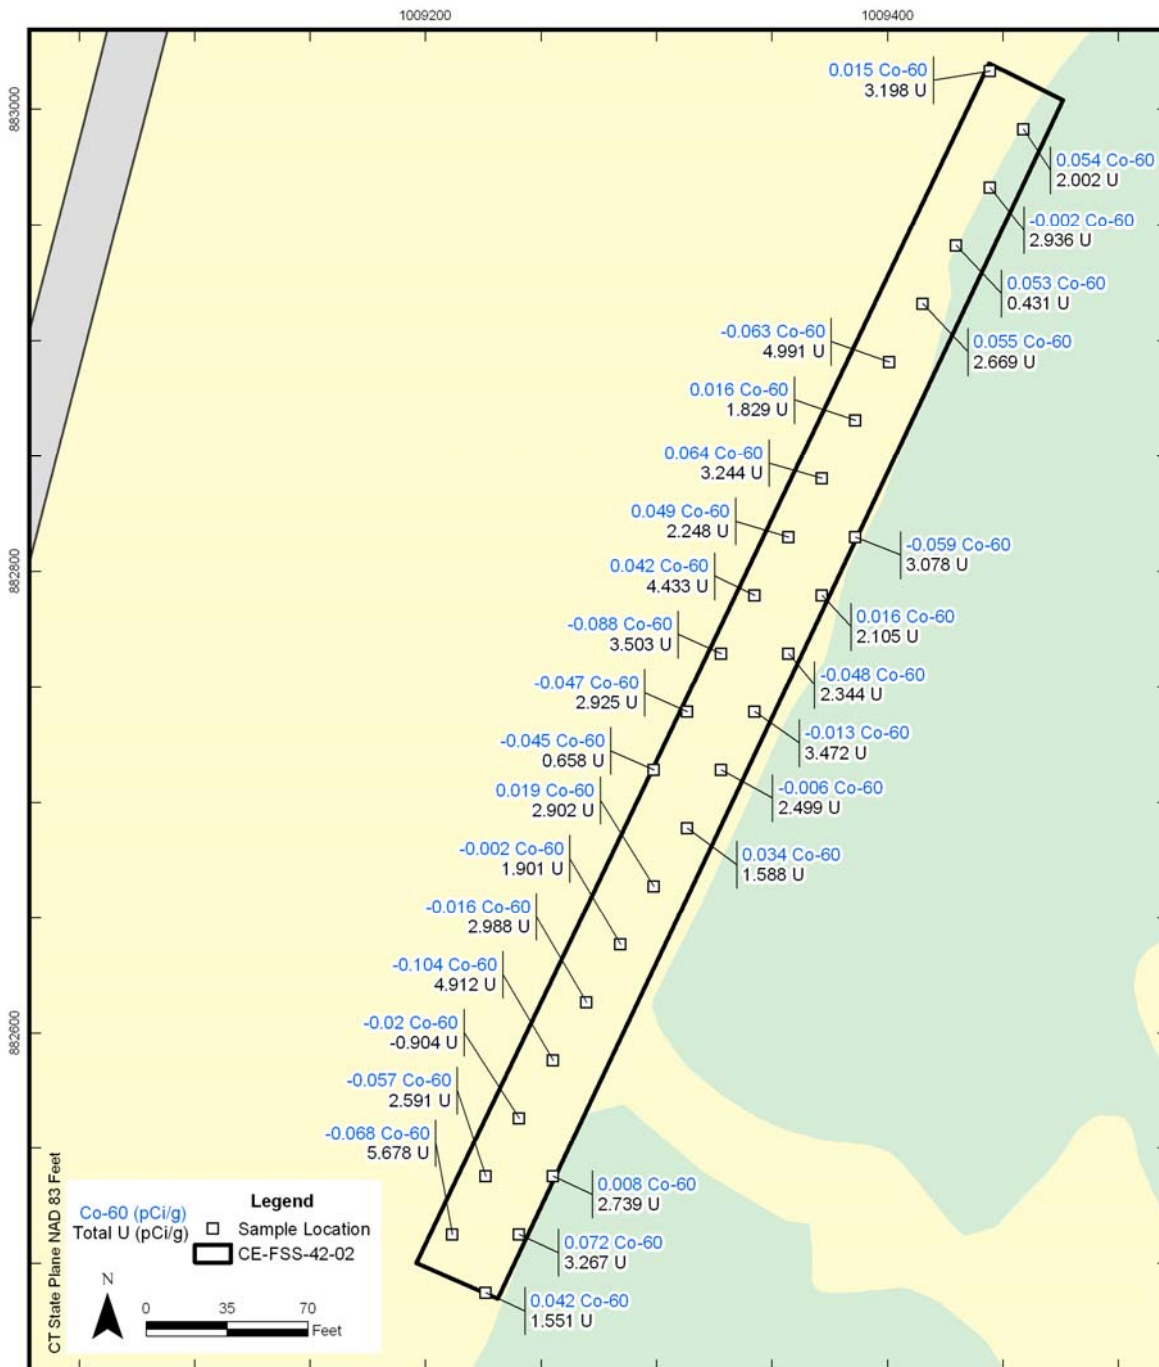 1009200
1009400
883000
882800
882600
0.015 Co-60
3.198 U
0.054 Co-60
2.002 U
-0.002 Co-60
2.936 U
0.053 Co-60
0.431 U
-0.063 Co-60
4.991 U
0.055 Co-60
2.669 U
0.016 Co-60
1.829 U
0.064 Co-60
3.244 U
0.049 Co-60
2.248 U
-0.059 Co-60
3.078 U
0.042 Co-60
4.433 U
0.016 Co-60
2.105 U
-0.088 Co-60
3.503 U
-0.048 Co-60
2.344 U
-0.047 Co-60
2.925 U
-0.013 Co-60
3.472 U
-0.045 Co-60
0.658 U
-0.006 Co-60
2.499 U
0.019 Co-60
2.902 U
0.034 Co-60
1.588 U
-0.002 Co-60
1.901 U
-0.016 Co-60
2.988 U
-0.104 Co-60
4.912 U
-0.02 Co-60
-0.904 U
-0.057 Co-60
2.591 U
-0.068 Co-60
5.678 U
0.008 Co-60
2.739 U
0.072 Co-60
3.267 U
0.042 Co-60
1.551 U
CT State Plane NAD 83 Feet
Legend
Co-60 (pCi/g)
Total U (pCi/g)
Sample Location
CE-FSS-42-02
N
0 35 70
Feet